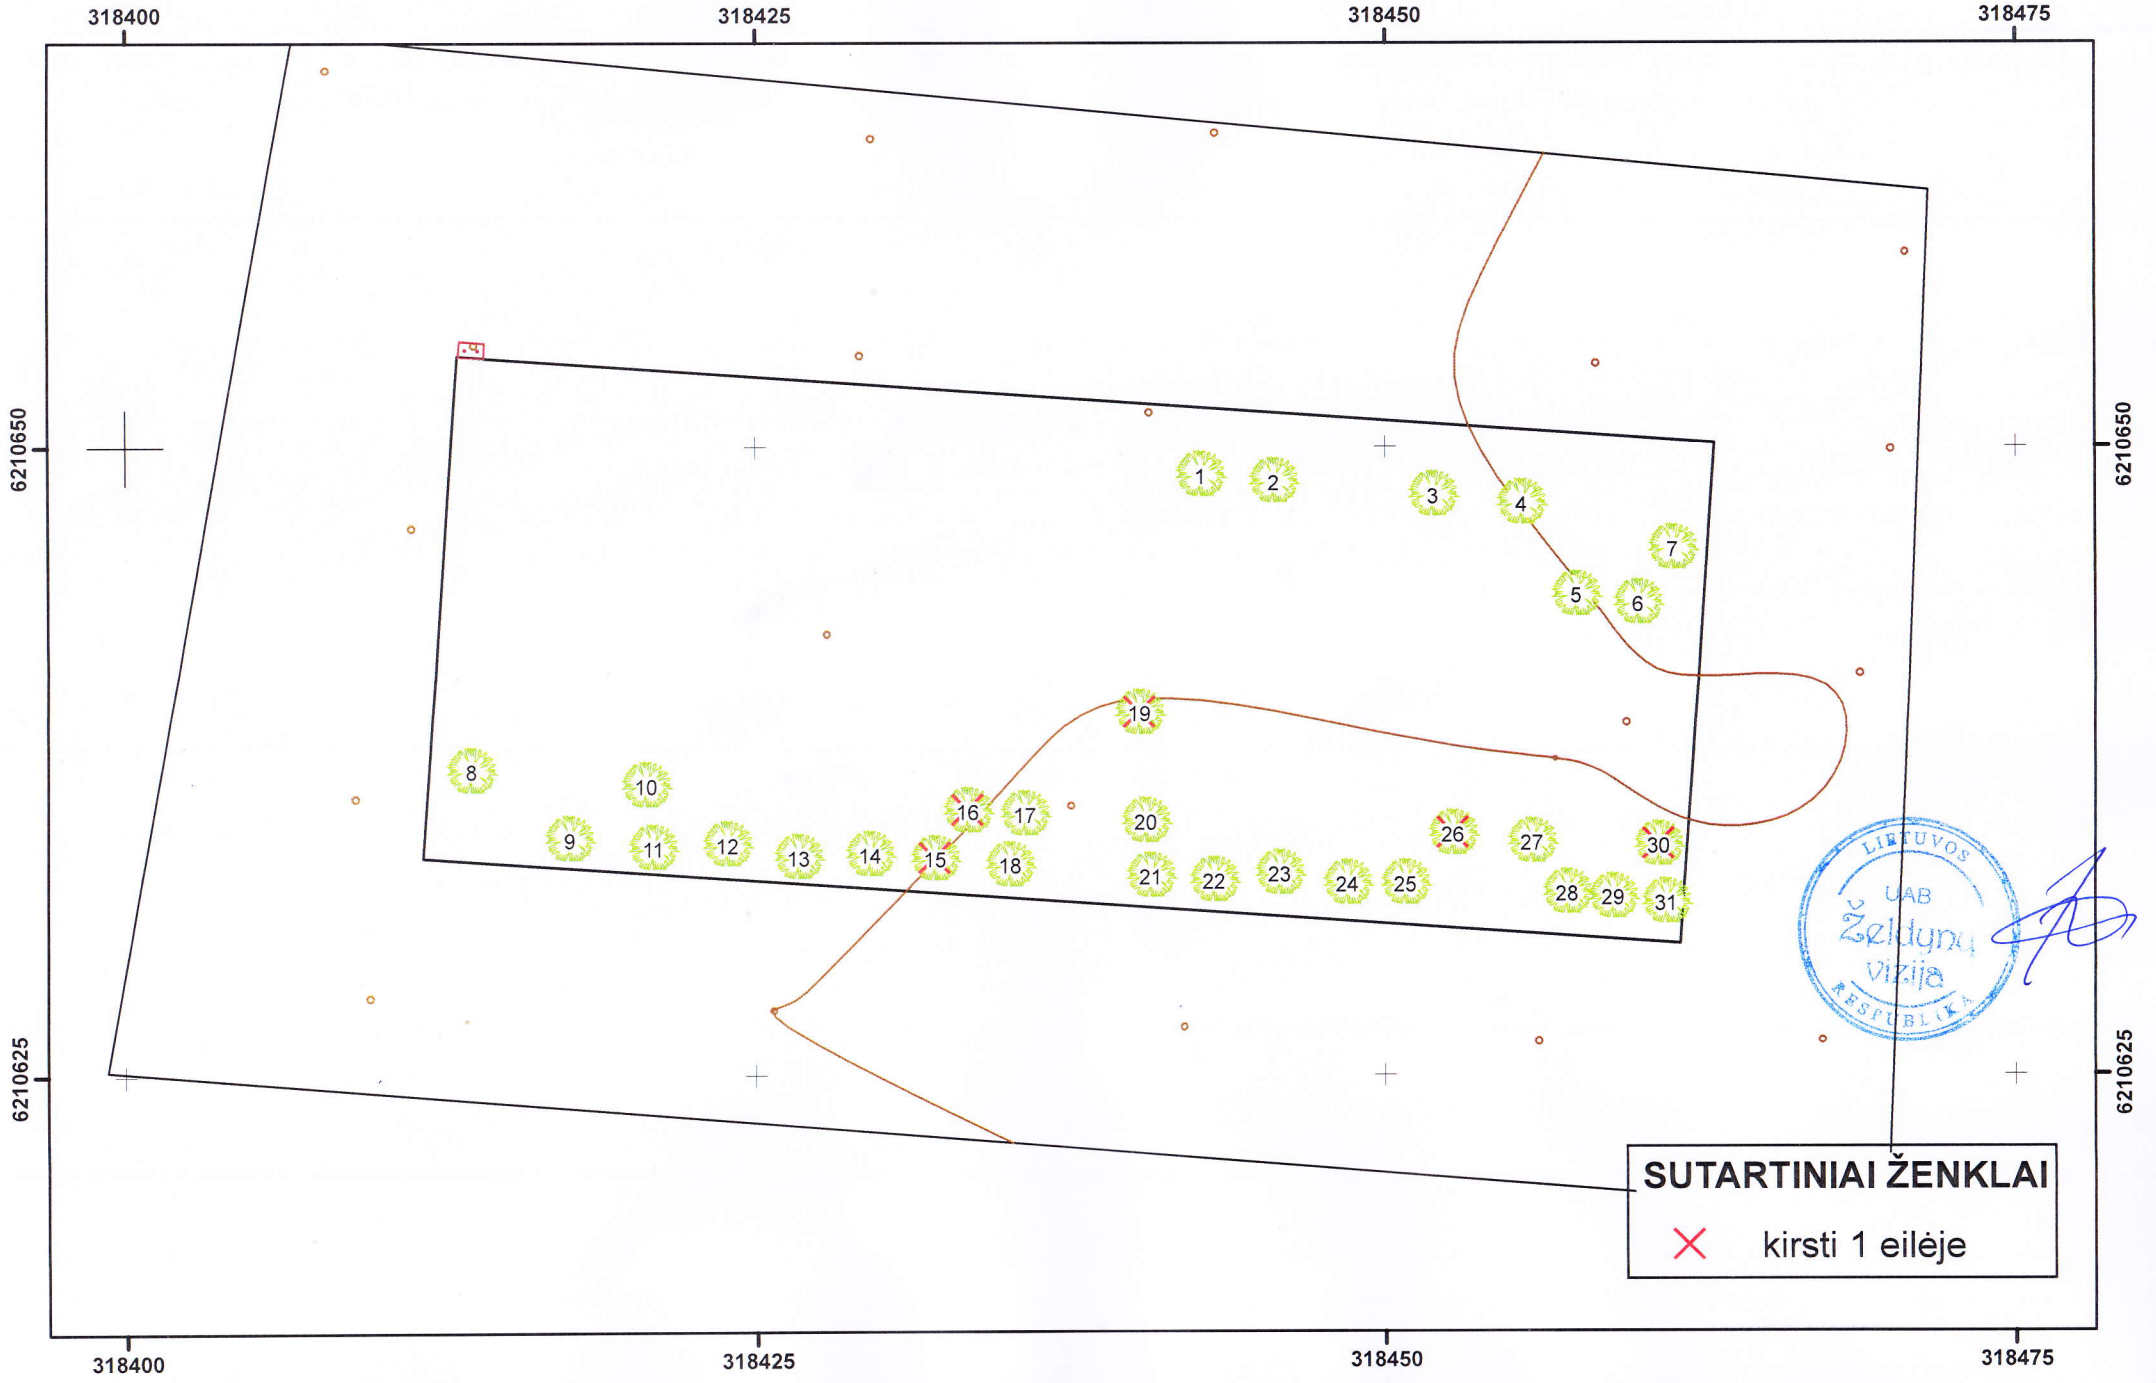 318400 318425 318450 318475
6210650 6210650
1 2 3 4
7
5 6
19
8
10
16 17 20 26 27 30
9 11 12 13 14 15 18
21 22 23 24 25 28 29 31
LIETUVOS
UAB
Želdynų
vizija
RESPUBLIKA
6210625 6210625
SUTARTINIAI ŽENKLAI
kirsti 1 eilėje
318400 318425 318450 318475